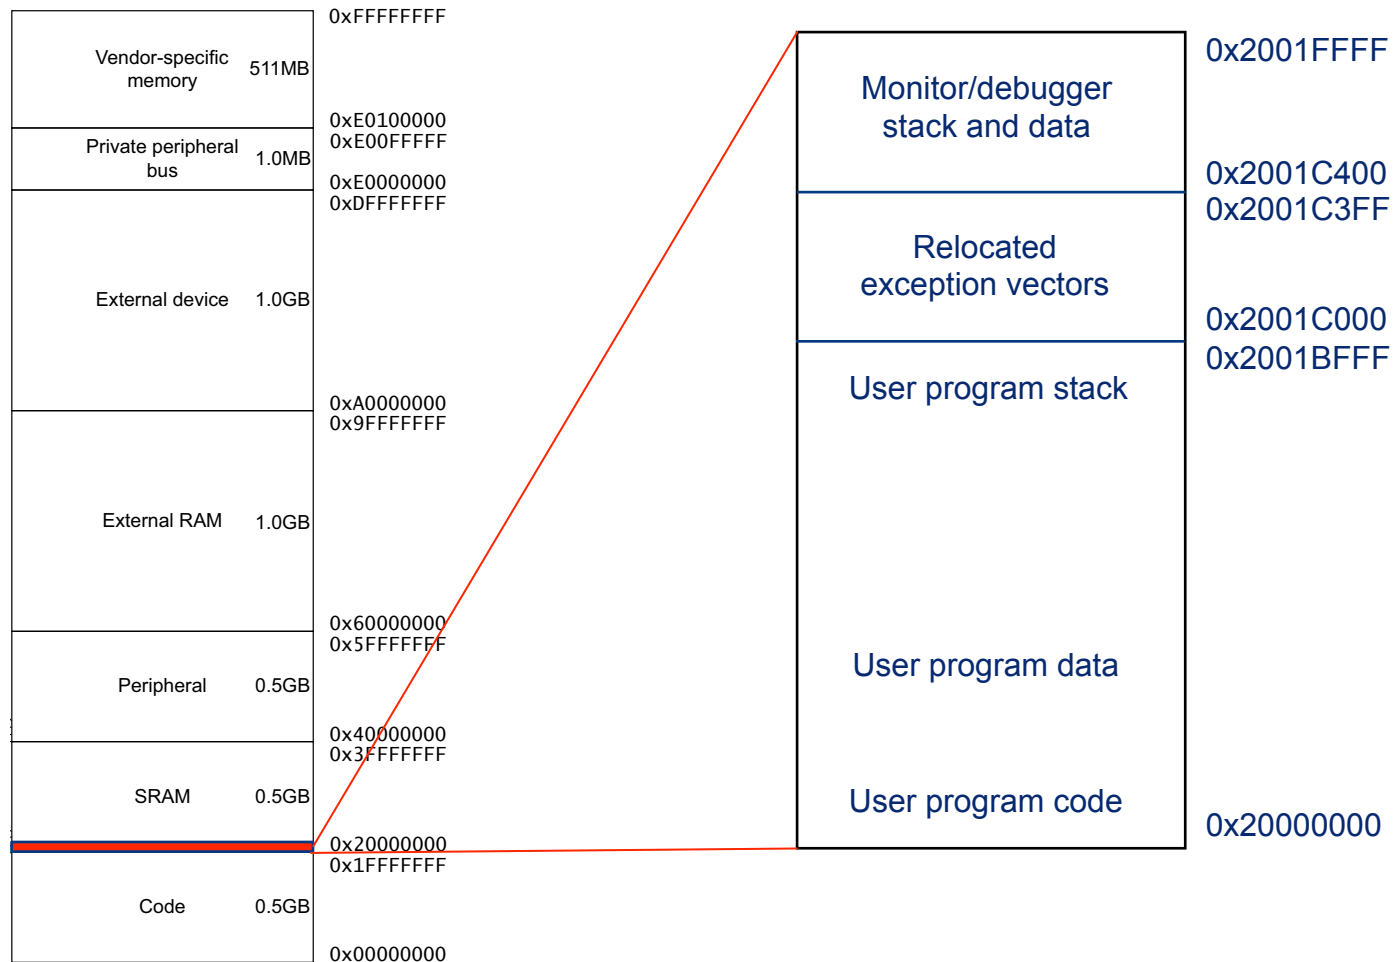 0xFFFFFFFF
Vendor-specific
memory
511MB
0xE0100000
0xE00FFFFF
Private peripheral
bus
1.0MB
0xE0000000
0xDFFFFFFF
External device
1.0GB
0xA0000000
0x9FFFFFFF
External RAM
1.0GB
0x60000000
0x5FFFFFFF
Peripheral
0.5GB
0x40000000
0x3FFFFFFF
SRAM
0.5GB
0x20000000
0x1FFFFFFF
Code
0.5GB
0x00000000
0x2001FFFF
Monitor/debugger
stack and data
0x2001C400
0x2001C3FF
Relocated
exception vectors
0x2001C000
0x2001BFFF
User program stack
User program data
User program code
0x20000000